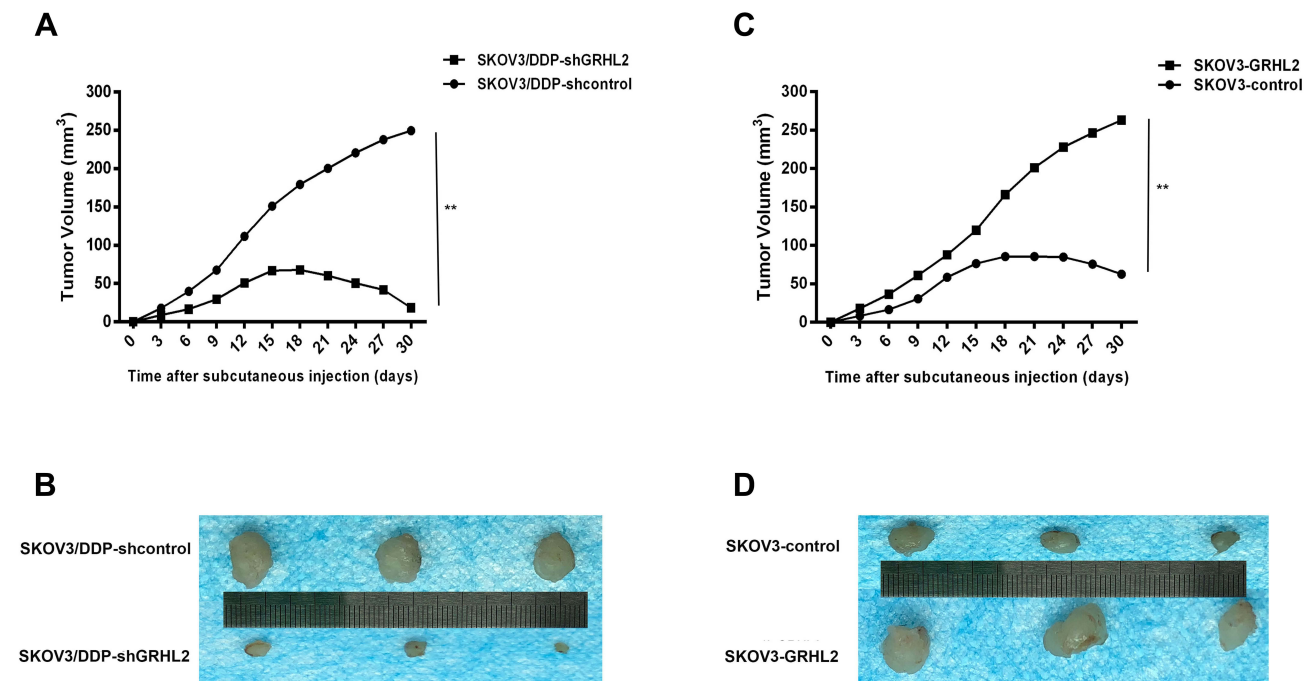 A
SKOV3/DDP-shGRHL2
SKOV3/DDP-shcontrol
300
250
200
150
100
50
0
Tumor Volume (mm3)
0 3 6 9 12 15 18 21 24 27 30
Time after subcutaneous injection (days)
**
C
SKOV3-GRHL2
SKOV3-control
300
250
200
150
100
50
0
Tumor Volume (mm3)
0 3 6 9 12 15 18 21 24 27 30
Time after subcutaneous injection (days)
**
B
SKOV3/DDP-shcontrol
SKOV3/DDP-shGRHL2
D
SKOV3-control
SKOV3-GRHL2